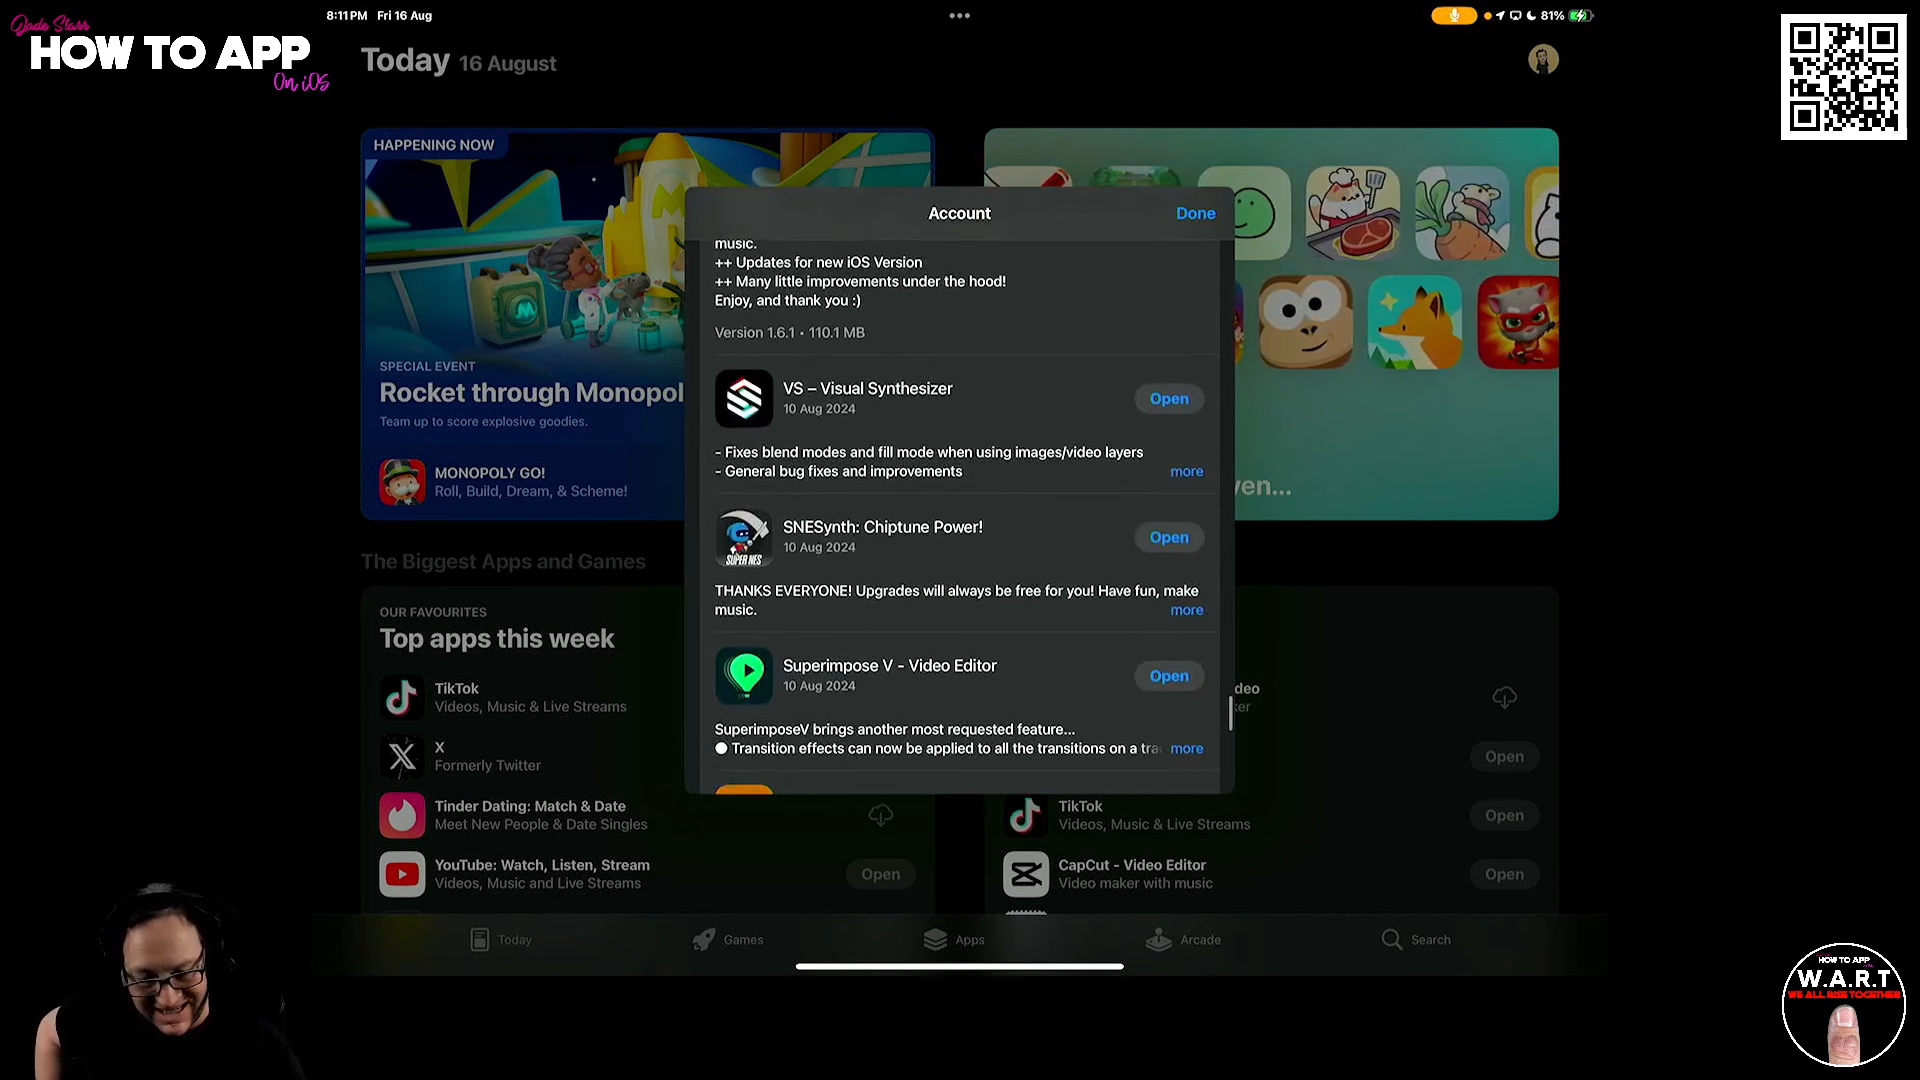 Jade Starr
HOW TO APP
On iOS
8:11 PM Fri 16 Aug
81%
Today 16 August
HAPPENING NOW
SPECIAL EVENT
Rocket through Monopol
Team up to score explosive goodies.
MONOPOLY GO!
Roll, Build, Dream, & Scheme!
ven...
Account
Done
music.
++ Updates for new iOS Version
++ Many little improvements under the hood!
Enjoy, and thank you :)
Version 1.6.1 • 110.1 MB
VS – Visual Synthesizer
10 Aug 2024
Open
- Fixes blend modes and fill mode when using images/video layers
- General bug fixes and improvements
more
SUPER NES
SNESynth: Chiptune Power!
10 Aug 2024
Open
THANKS EVERYONE! Upgrades will always be free for you! Have fun, make
music.
more
Superimpose V - Video Editor
10 Aug 2024
Open
SuperimposeV brings another most requested feature...
● Transition effects can now be applied to all the transitions on a tra
more
The Biggest Apps and Games
OUR FAVOURITES
Top apps this week
TikTok
Videos, Music & Live Streams
X
Formerly Twitter
Tinder Dating: Match & Date
Meet New People & Date Singles
YouTube: Watch, Listen, Stream
Videos, Music and Live Streams
Open
deo
ker
Open
TikTok
Videos, Music & Live Streams
Open
CapCut - Video Editor
Video maker with music
Open
Today
Games
Apps
Arcade
Search
HOW TO APP
W.A.R.T
WE ALL RISE TOGETHER